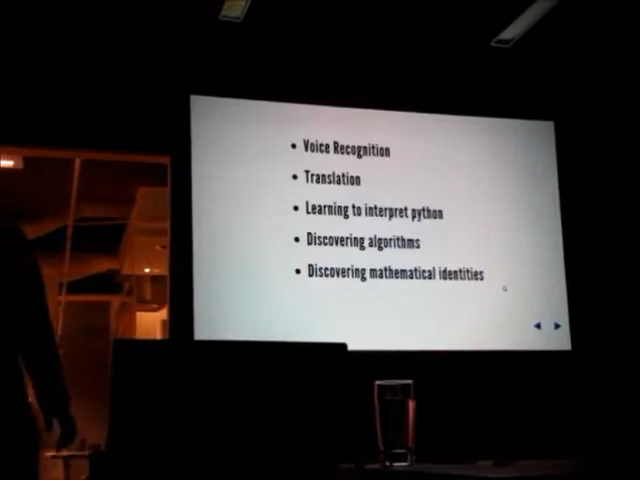 • Voice Recognition
• Translation
• Learning to interpret python
• Discovering algorithms
• Discovering mathematical identities